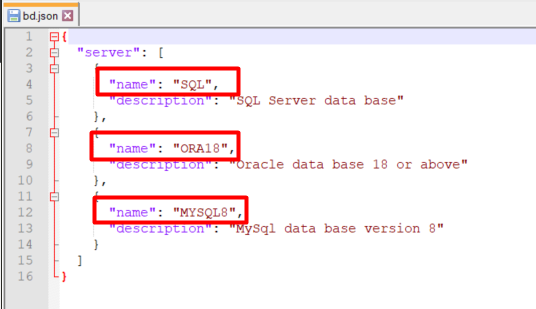 bd.json
1 {
2 "server": [
3 {
4 "name": "SQL",
5 "description": "SQL Server data base"
6 },
7 {
8 "name": "ORA18",
9 "description": "Oracle data base 18 or above"
10 },
11 {
12 "name": "MYSQL8",
13 "description": "MySql data base version 8"
14 }
15 ]
16 }